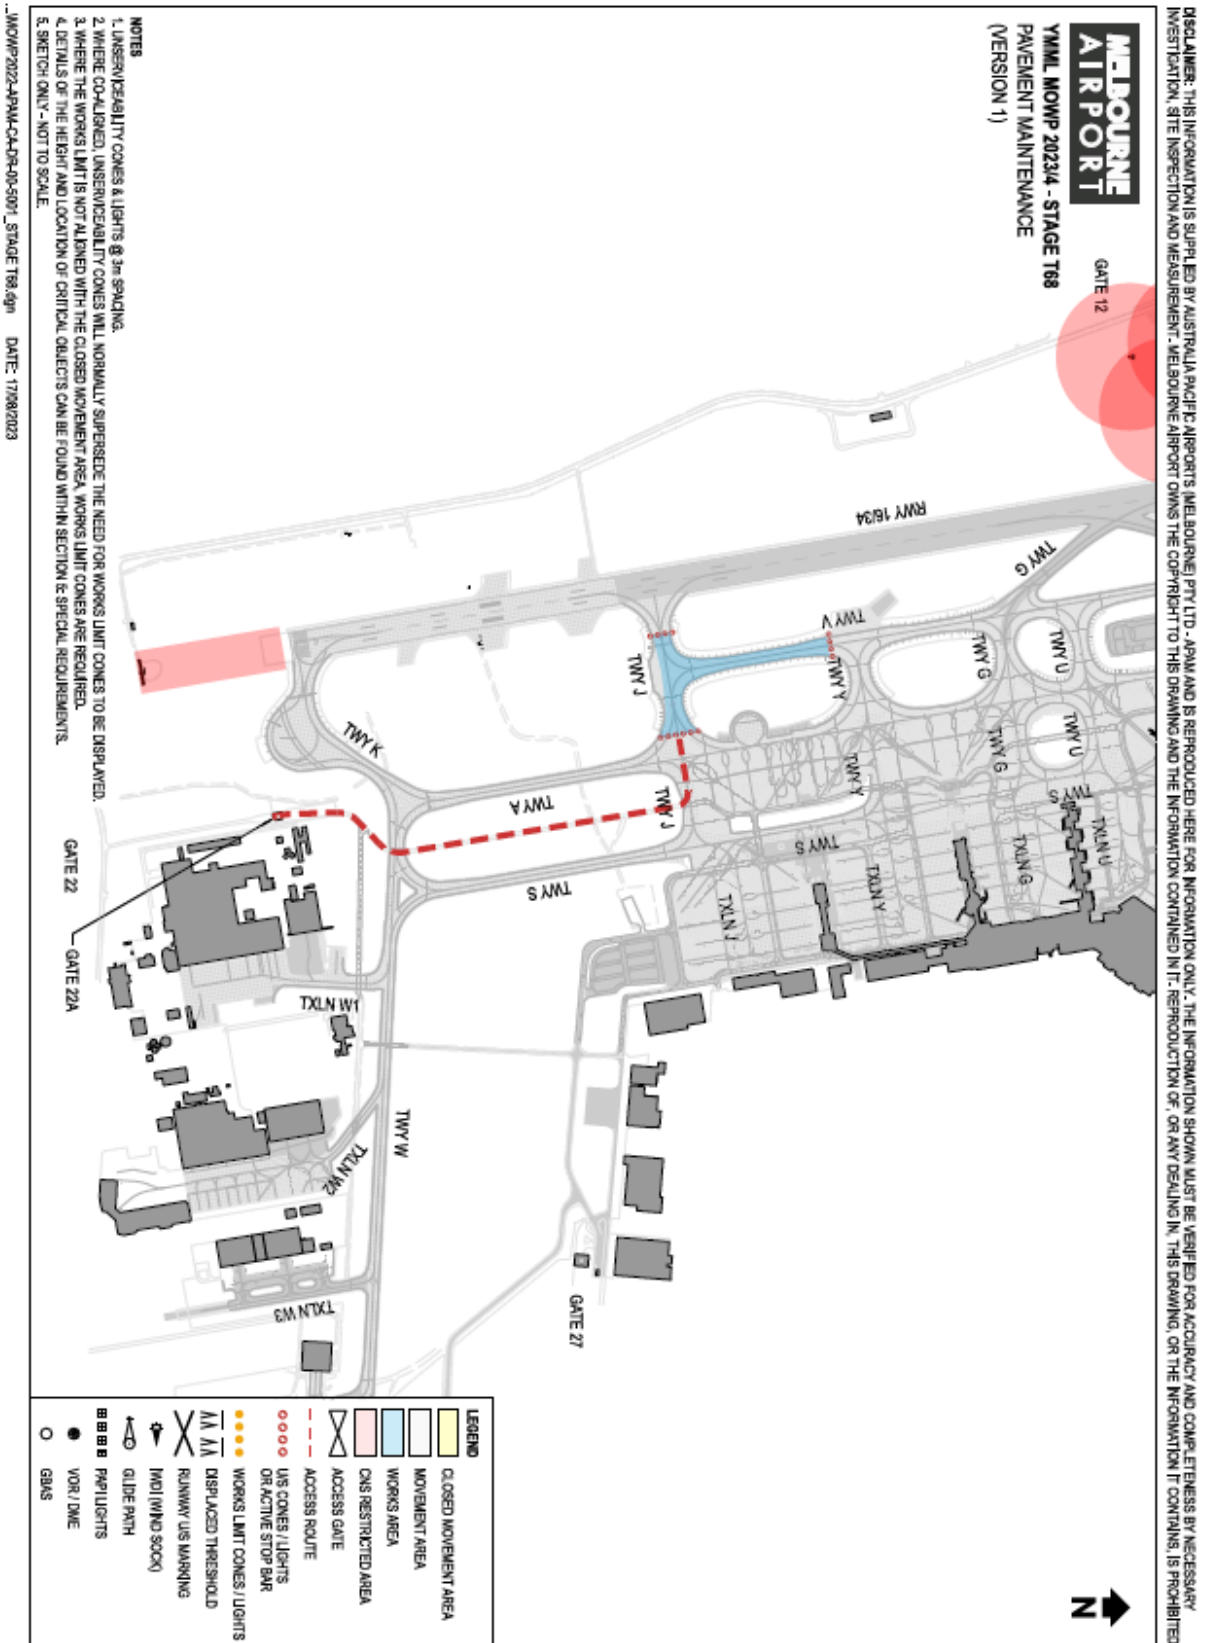 DISCLAIMER: THIS INFORMATION IS SUPPLIED BY AUSTRALIA PACIFIC AIRPORTS (MELBOURNE) PTY LTD - APAM AND IS REPRODUCED HERE FOR INFORMATION ONLY. THE INFORMATION SHOWN MUST BE VERIFIED FOR ACCURACY AND COMPLETENESS BY NECESSARY
INVESTIGATION, SITE INSPECTION AND MEASUREMENT. MELBOURNE AIRPORT OWNS THE COPYRIGHT TO THIS DRAWING AND THE INFORMATION CONTAINED IN IT. REPRODUCTION OF, OR ANY DEALING IN, THIS DRAWING, OR THE INFORMATION IT CONTAINS, IS PROHIBITED
MELBOURNE
AIRPORT
YMML MOWP 2023/4 - STAGE T68
PAVEMENT MAINTENANCE
(VERSION 1)
GATE 12
N
RWY 16/34
TWY G
TWY V
TWY Y
TWY G
TWY U
TWY J
TWY K
TWY A
TWY J
TWY Y
TWY G
TWY U
TWY S
TWY S
TWY S
TXLN J
TXLN Y
TXLN G
TXLN U
GATE 22
GATE 22A
TXLN W1
TWY W
TXLN W2
TXLN W3
GATE 27
NOTES
1. UNSERVICEABILITY CONES & LIGHTS @ 3m SPACING.
2. WHERE CO-ALIGNED, UNSERVICEABILITY CONES WILL NORMALLY SUPERSEDE THE NEED FOR WORKS LIMIT CONES TO BE DISPLAYED.
3. WHERE THE WORKS LIMIT IS NOT ALIGNED WITH THE CLOSED MOVEMENT AREA, WORKS LIMIT CONES ARE REQUIRED.
4. DETAILS OF THE HEIGHT AND LOCATION OF CRITICAL OBJECTS CAN BE FOUND WITHIN SECTION 5: SPECIAL REQUIREMENTS.
5. SKETCH ONLY - NOT TO SCALE.
LEGEND
CLOSED MOVEMENT AREA
MOVEMENT AREA
WORKS AREA
CNS RESTRICTED AREA
ACCESS GATE
ACCESS ROUTE
U/S CONES / LIGHTS
OR ACTIVE STOP BAR
WORKS LIMIT CONES / LIGHTS
DISPLACED THRESHOLD
RUNWAY U/S MARKING
IWDI (WIND SOCK)
GLIDE PATH
PAPI LIGHTS
VOR / DME
GBAS
...\MOWP2022-APAM-CA-DR-00-5001_STAGE T68.dgn DATE: 17/08/2023